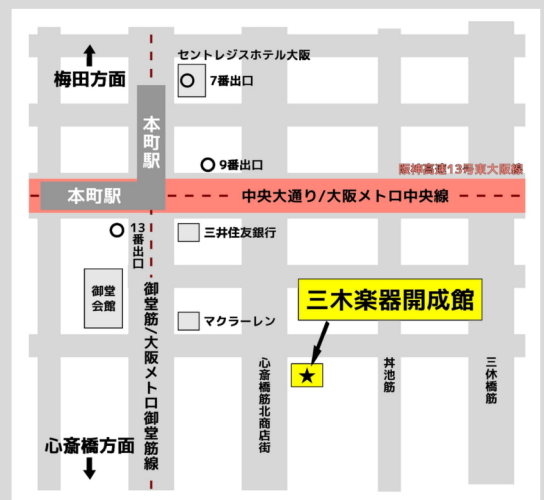 セントレジスホテル大阪
梅田方面
7番出口
本町駅
9番出口
阪神高速13号東大阪線
本町駅
中央大通り/大阪メトロ中央線
13番出口
三井住友銀行
御堂
会館
三木楽器開成館
マクラーレン
御堂筋/大阪メトロ御堂筋線
心斎橋筋北商店街
丼池筋
三休橋筋
★
心斎橋方面